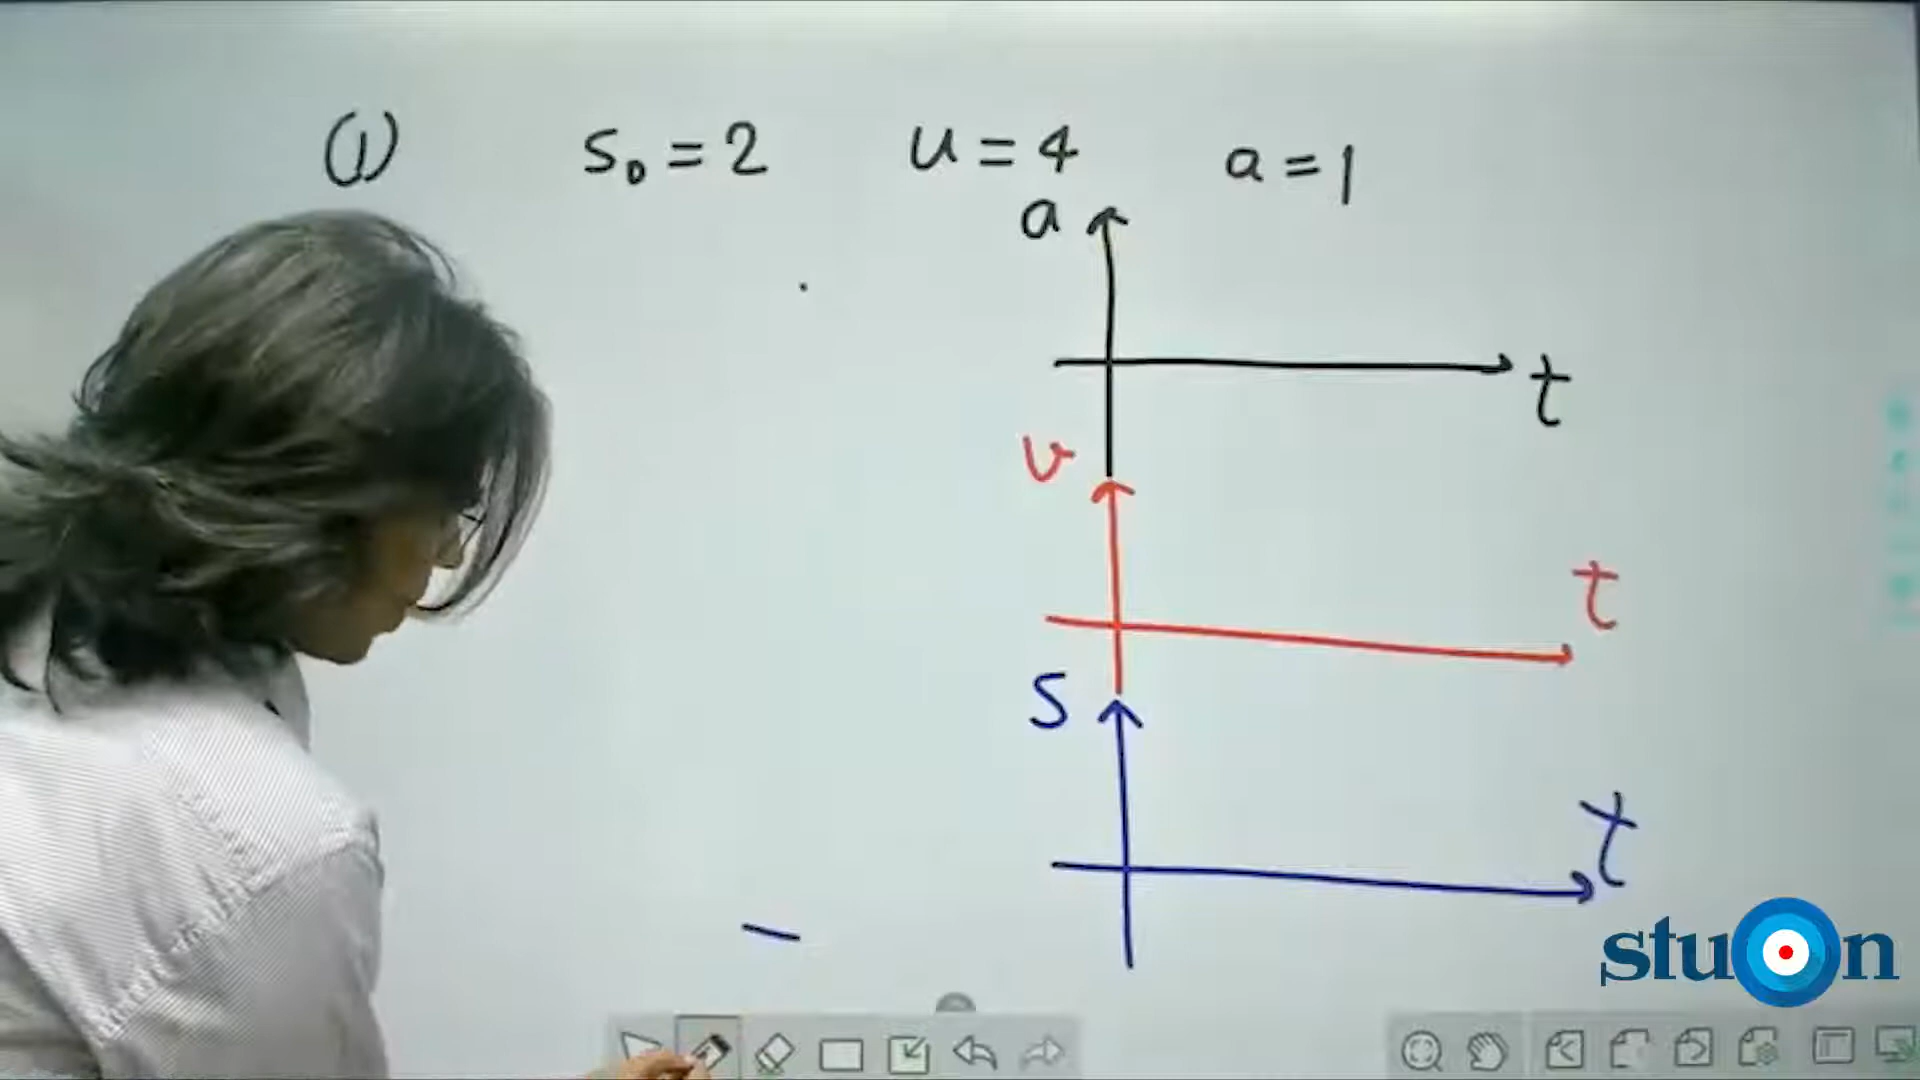 (1) s₀ = 2 u = 4 a = 1
a
t
v
t
s
t
stuOn